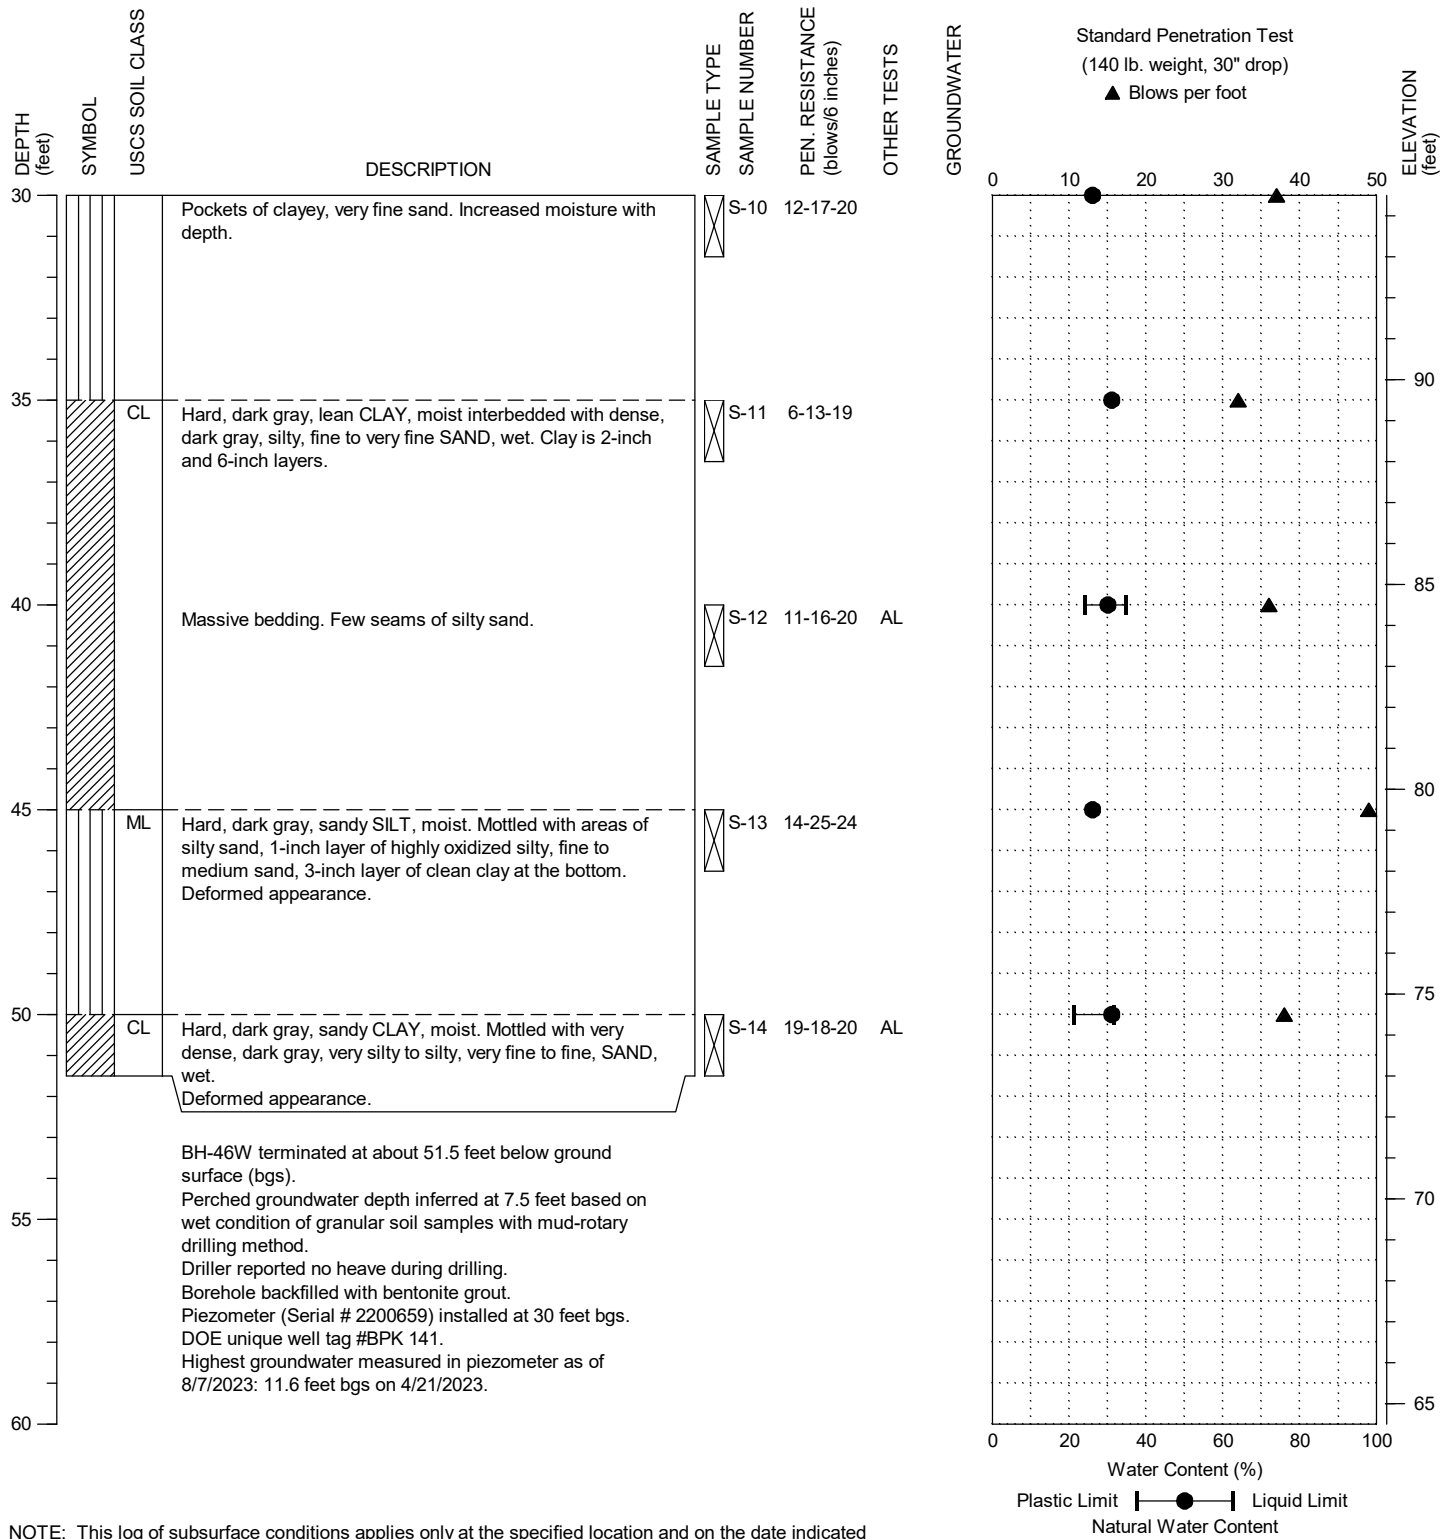 DEPTH
(feet)
SYMBOL
USCS SOIL CLASS
DESCRIPTION
SAMPLE TYPE
SAMPLE NUMBER
PEN. RESISTANCE
(blows/6 inches)
OTHER TESTS
GROUNDWATER
Standard Penetration Test
(140 lb. weight, 30" drop)
▲ Blows per foot
ELEVATION
(feet)
0 10 20 30 40 50
30
Pockets of clayey, very fine sand. Increased moisture with
depth.
S-10 12-17-20
90
35
CL
Hard, dark gray, lean CLAY, moist interbedded with dense,
dark gray, silty, fine to very fine SAND, wet. Clay is 2-inch
and 6-inch layers.
S-11 6-13-19
85
40
Massive bedding. Few seams of silty sand.
S-12 11-16-20 AL
80
45
ML
Hard, dark gray, sandy SILT, moist. Mottled with areas of
silty sand, 1-inch layer of highly oxidized silty, fine to
medium sand, 3-inch layer of clean clay at the bottom.
Deformed appearance.
S-13 14-25-24
75
50
CL
Hard, dark gray, sandy CLAY, moist. Mottled with very
dense, dark gray, very silty to silty, very fine to fine, SAND,
wet.
Deformed appearance.
S-14 19-18-20 AL
BH-46W terminated at about 51.5 feet below ground
surface (bgs).
Perched groundwater depth inferred at 7.5 feet based on
wet condition of granular soil samples with mud-rotary
drilling method.
Driller reported no heave during drilling.
Borehole backfilled with bentonite grout.
Piezometer (Serial # 2200659) installed at 30 feet bgs.
DOE unique well tag #BPK 141.
Highest groundwater measured in piezometer as of
8/7/2023: 11.6 feet bgs on 4/21/2023.
70
55
65
60
0 20 40 60 80 100
Water Content (%)
Plastic Limit Liquid Limit
Natural Water Content
NOTE: This log of subsurface conditions applies only at the specified location and on the date indicated